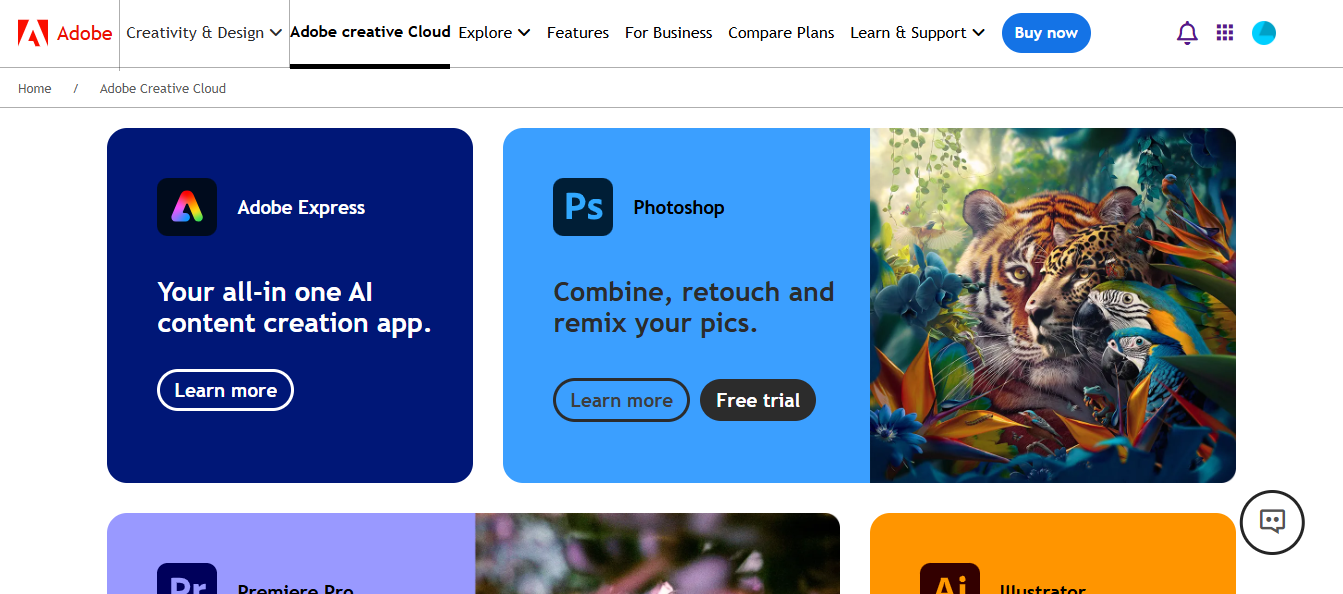 Adobe
Creativity & Design
Adobe creative Cloud
Explore
Features
For Business
Compare Plans
Learn & Support
Buy now
Home / Adobe Creative Cloud
Adobe Express
Your all-in one AI
content creation app.
Learn more
Ps
Photoshop
Combine, retouch and
remix your pics.
Learn more
Free trial
Pr
Premiere Pro
Ai
Illustrator